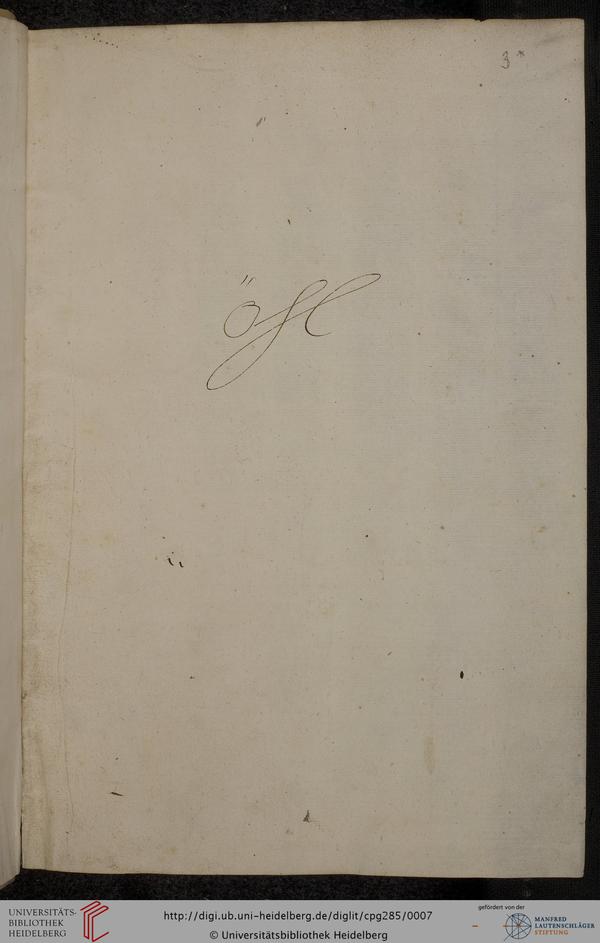 3*
öhl
UNIVERSITÄTS-
BIBLIOTHEK
HEIDELBERG
http://digi.ub.uni-heidelberg.de/diglit/cpg285/0007
© Universitätsbibliothek Heidelberg
gefördert von der
MANFRED
LAUTENSCHLÄGER
STIFTUNG